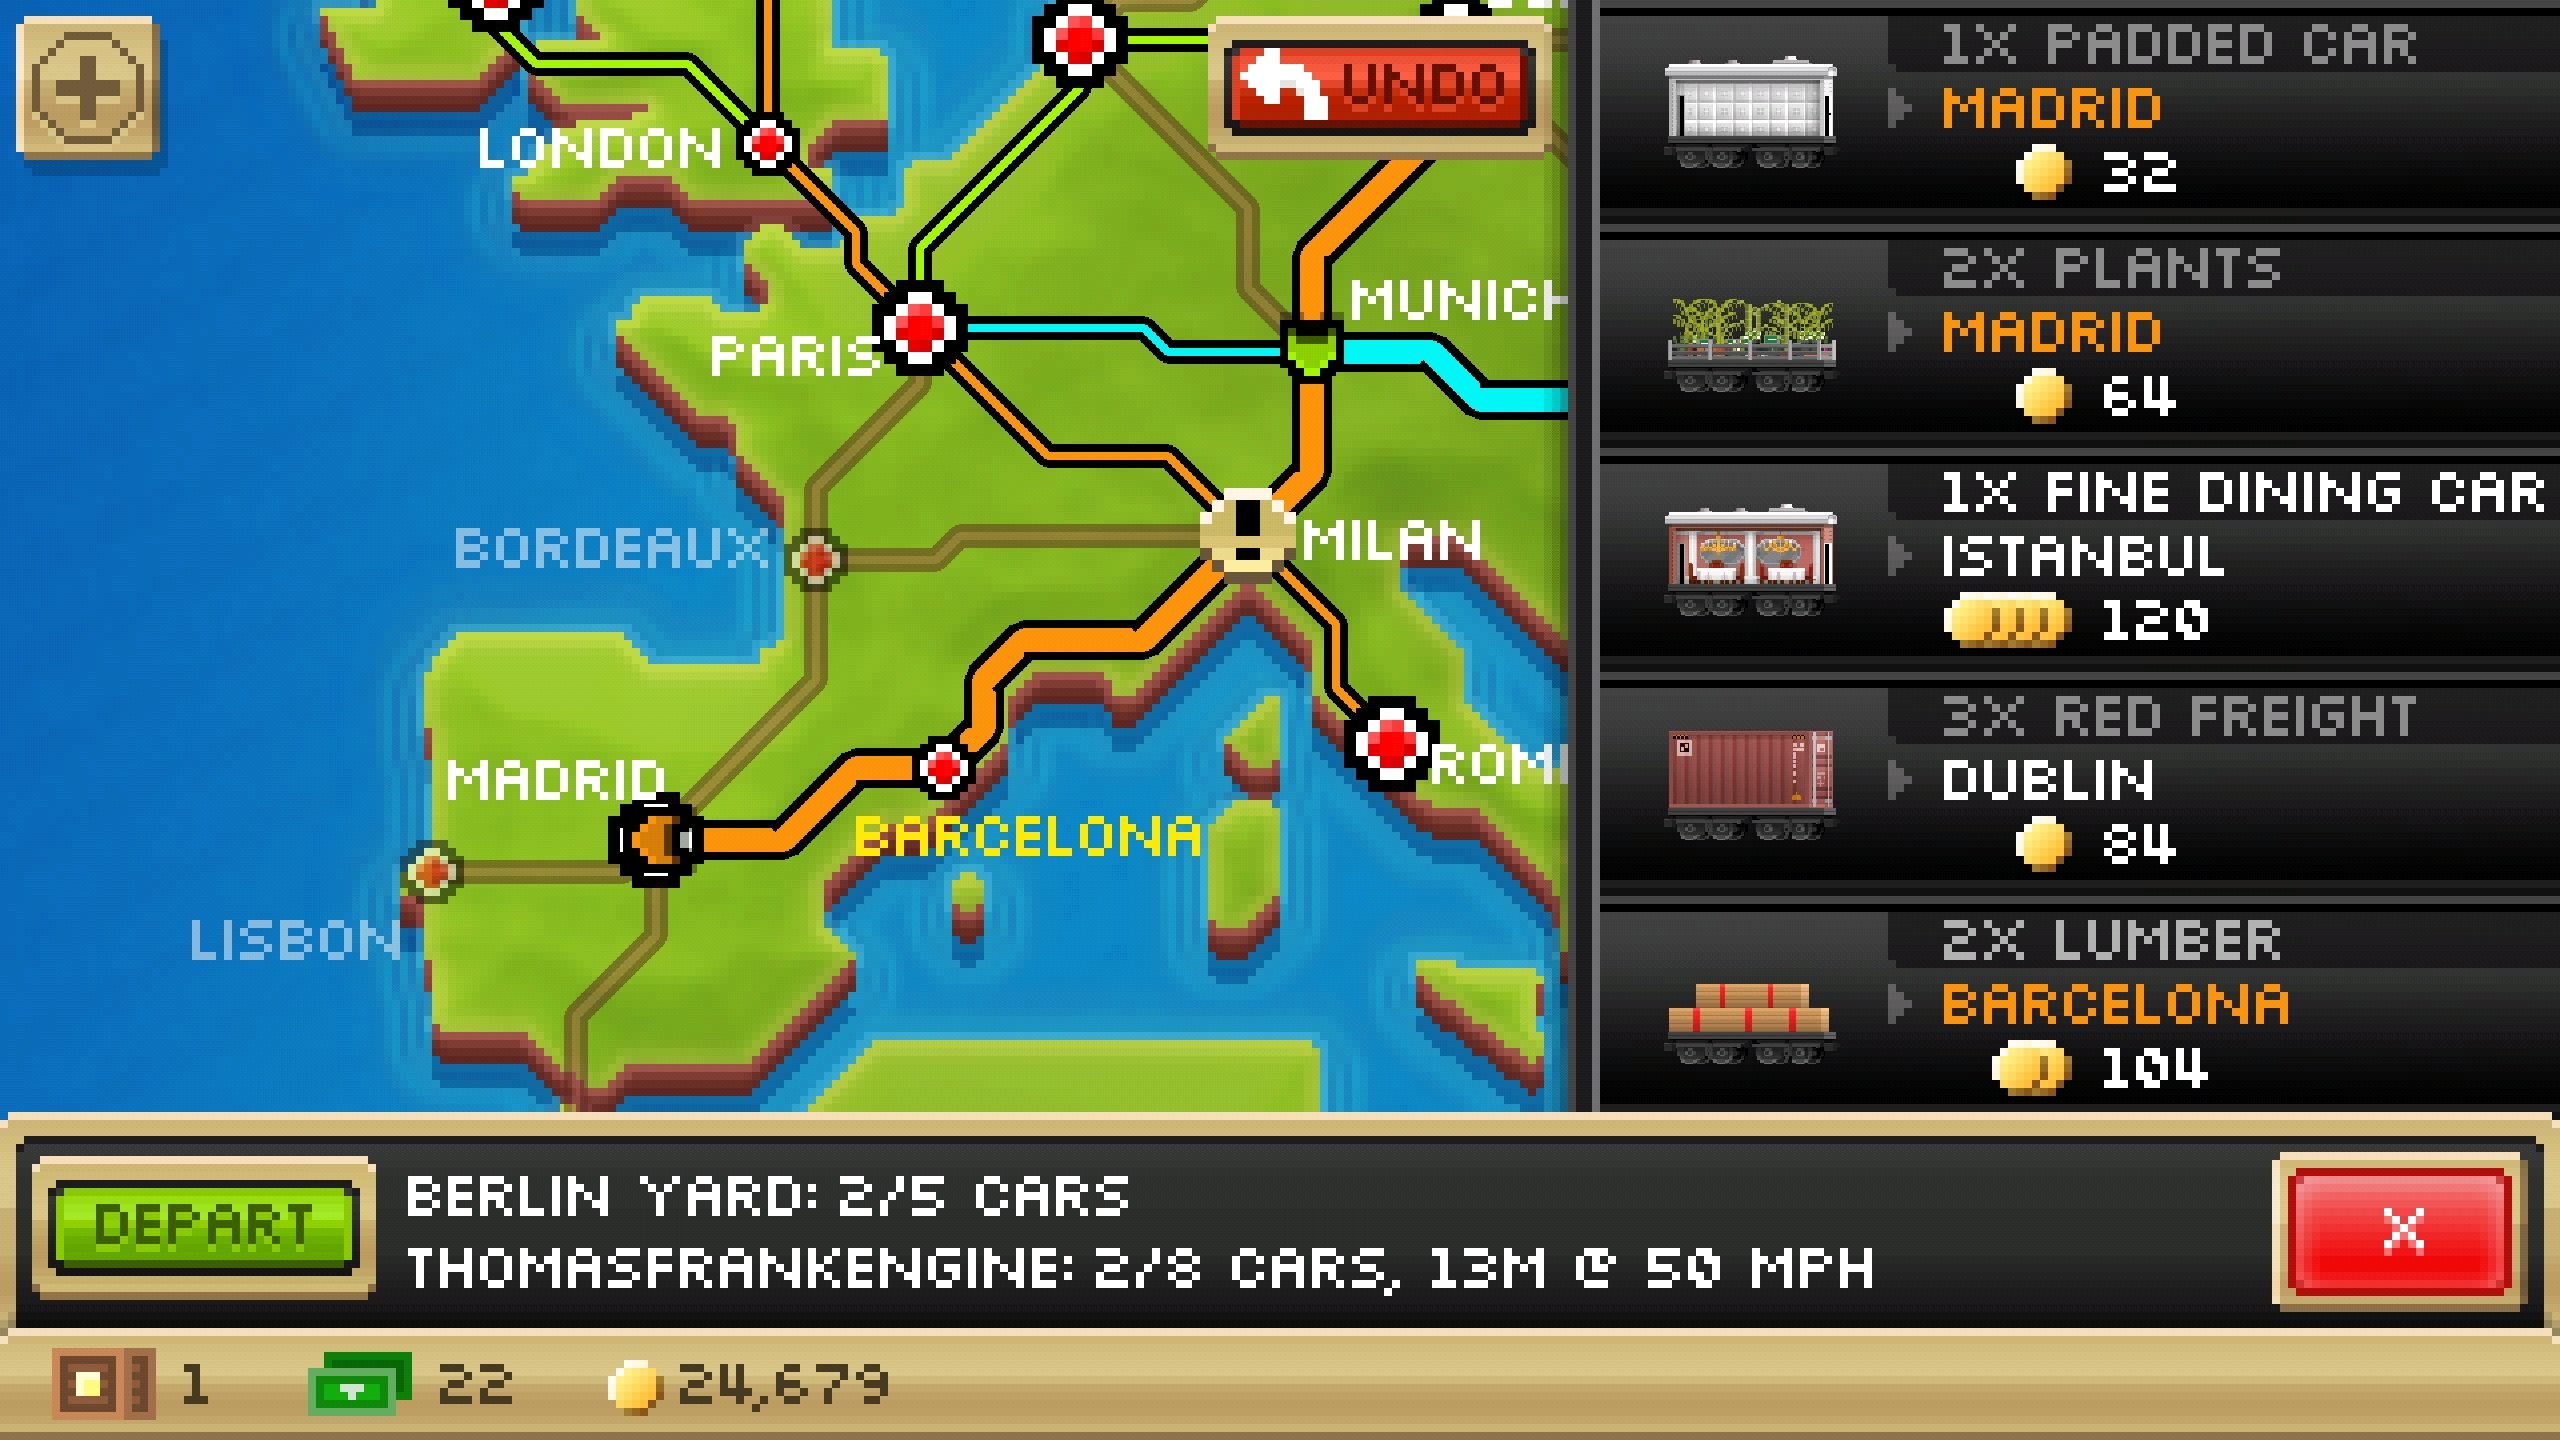 UNDO
LONDON
MUNICH
PARIS
BORDEAUX
MILAN
MADRID
ROM
BARCELONA
LISBON
1X PADDED CAR
MADRID
32
2X PLANTS
MADRID
64
1X FINE DINING CAR
ISTANBUL
120
3X RED FREIGHT
DUBLIN
84
2X LUMBER
BARCELONA
104
DEPART
BERLIN YARD: 2/5 CARS
THOMASFRANKENGINE: 2/8 CARS, 13M @ 50 MPH
X
1
22
24,679